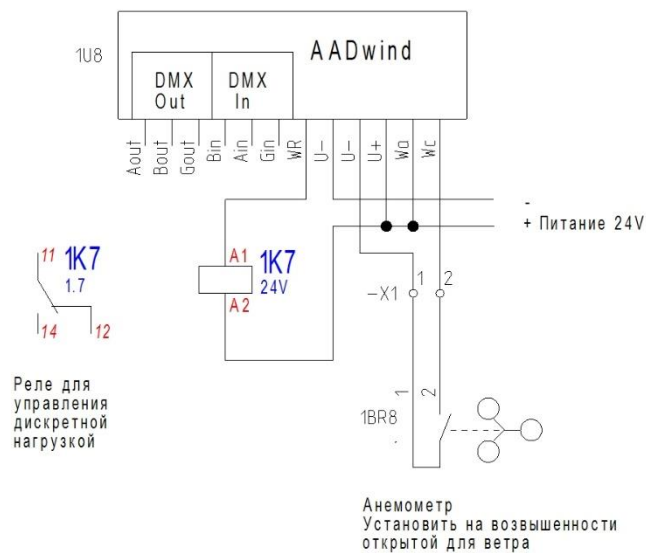 1U8
AADwind
DMX
Out
DMX
In
Aout
Bout
Gout
Bin
Ain
Gin
WR
U-
U-
U+
Wa
Wc
-
+ Питание 24V
11
1K7
1.7
14
12
A1
1K7
24V
A2
-X1
1
2
1
2
1BR8
Реле для
управления
дискретной
нагрузкой
Анемометр
Установить на возвышенности
открытой для ветра